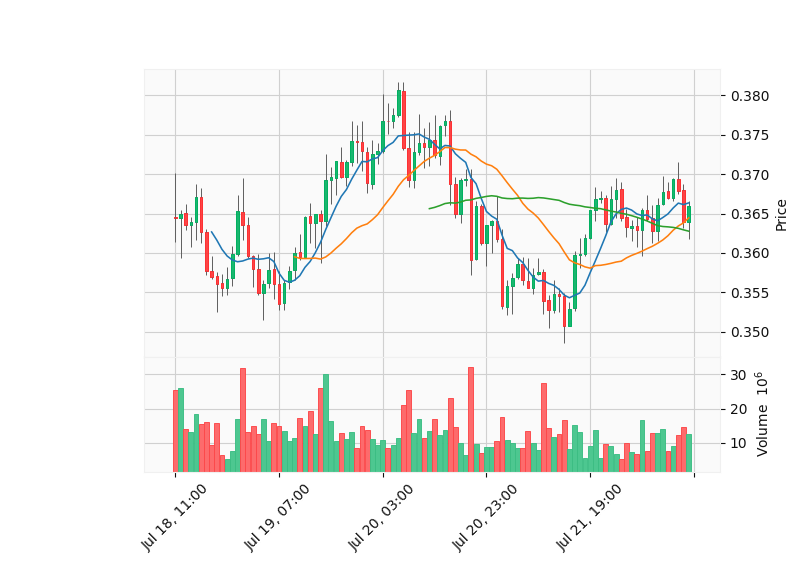 0.380
0.375
0.370
0.365
0.360
0.355
0.350
Price
30
20
10
Volume 10^6
Jul 18, 11:00
Jul 19, 07:00
Jul 20, 03:00
Jul 20, 23:00
Jul 21, 19:00